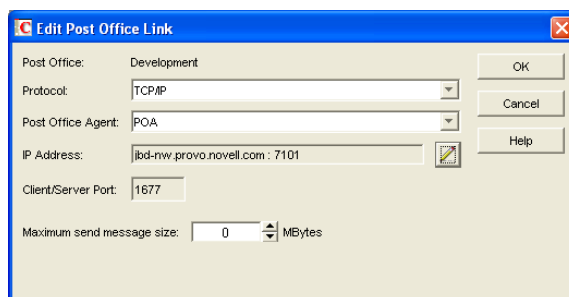 C Edit Post Office Link
Post Office: Development
OK
Protocol: TCP/IP
Cancel
Post Office Agent: POA
Help
IP Address: jbd-nw.provo.novell.com : 7101
Client/Server Port: 1677
Maximum send message size: 0 MBytes